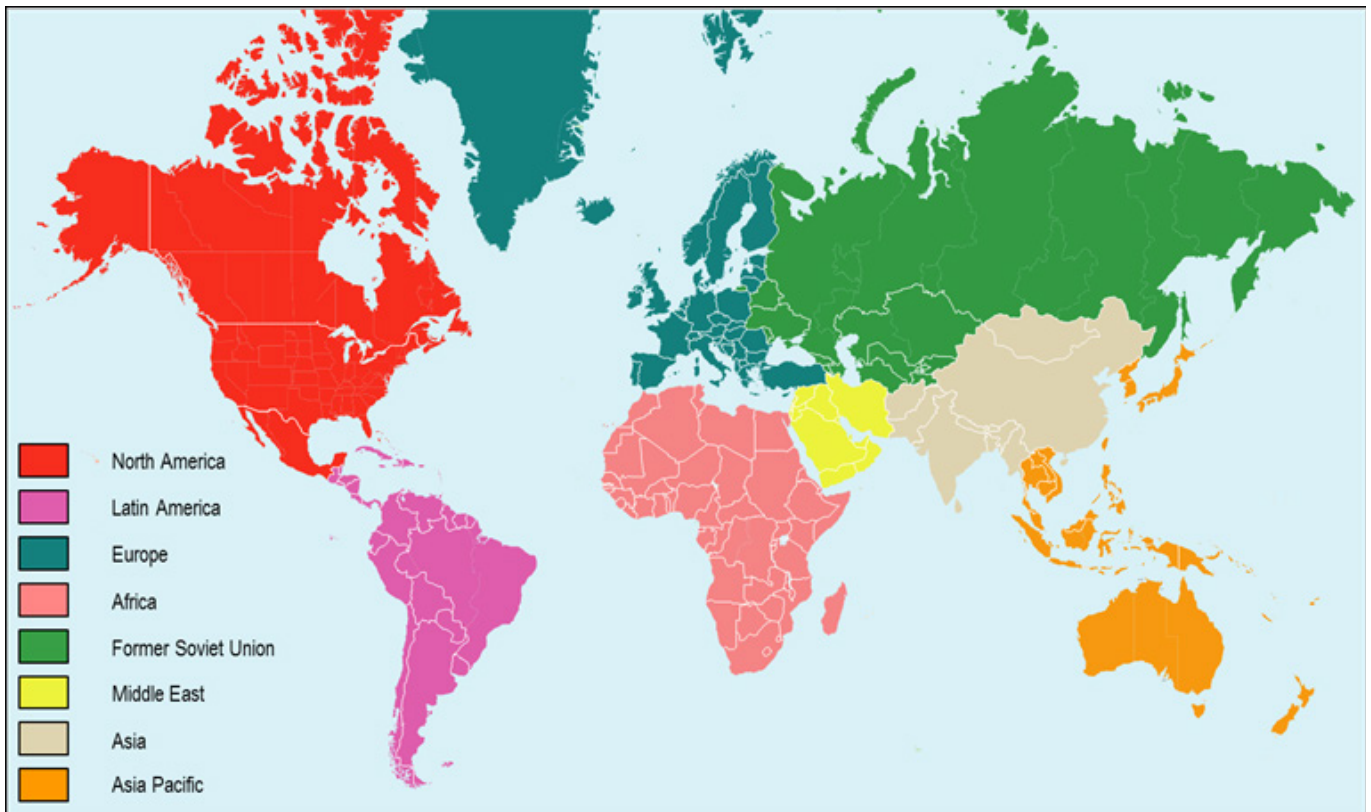 North America
Latin America
Europe
Africa
Former Soviet Union
Middle East
Asia
Asia Pacific